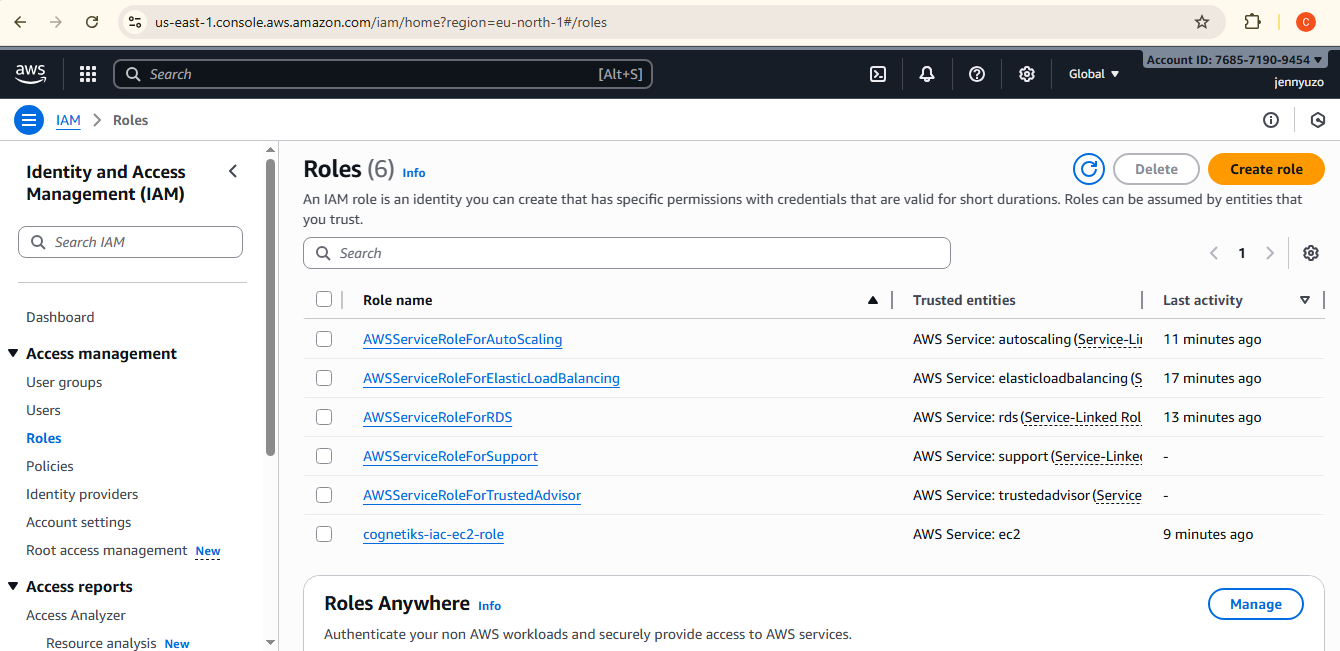 us-east-1.console.aws.amazon.com/iam/home?region=eu-north-1#/roles
C
aws
Search
[Alt+S]
Global
Account ID: 7685-7190-9454
jennyuzo
IAM
Roles
Identity and Access
Management (IAM)
Search IAM
Dashboard
Access management
User groups
Users
Roles
Policies
Identity providers
Account settings
Root access management New
Access reports
Access Analyzer
Resource analysis New
Roles (6) Info
Delete
Create role
An IAM role is an identity you can create that has specific permissions with credentials that are valid for short durations. Roles can be assumed by entities that
you trust.
Search
1
Role name Trusted entities Last activity
AWSServiceRoleForAutoScaling AWS Service: autoscaling (Service-Li 11 minutes ago
AWSServiceRoleForElasticLoadBalancing AWS Service: elasticloadbalancing (S 17 minutes ago
AWSServiceRoleForRDS AWS Service: rds (Service-Linked Rol 13 minutes ago
AWSServiceRoleForSupport AWS Service: support (Service-Linked -
AWSServiceRoleForTrustedAdvisor AWS Service: trustedadvisor (Service -
cognetiks-iac-ec2-role AWS Service: ec2 9 minutes ago
Roles Anywhere Info
Manage
Authenticate your non AWS workloads and securely provide access to AWS services.